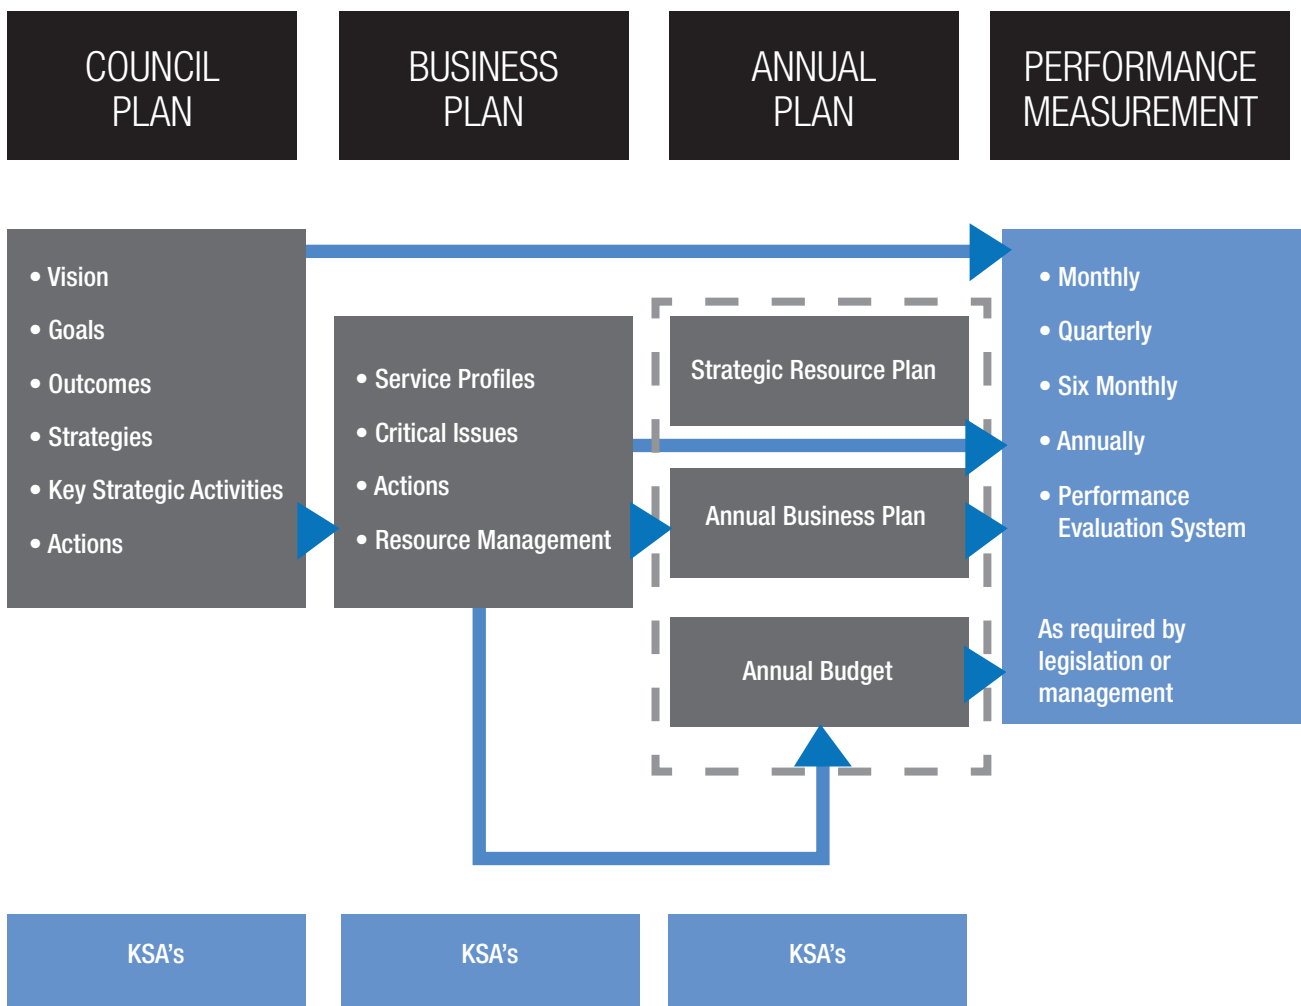 COUNCIL
PLAN
BUSINESS
PLAN
ANNUAL
PLAN
PERFORMANCE
MEASUREMENT
• Vision
• Goals
• Outcomes
• Strategies
• Key Strategic Activities
• Actions
• Service Profiles
• Critical Issues
• Actions
• Resource Management
Strategic Resource Plan
Annual Business Plan
Annual Budget
• Monthly
• Quarterly
• Six Monthly
• Annually
• Performance
Evaluation System
As required by
legislation or
management
KSA's
KSA's
KSA's